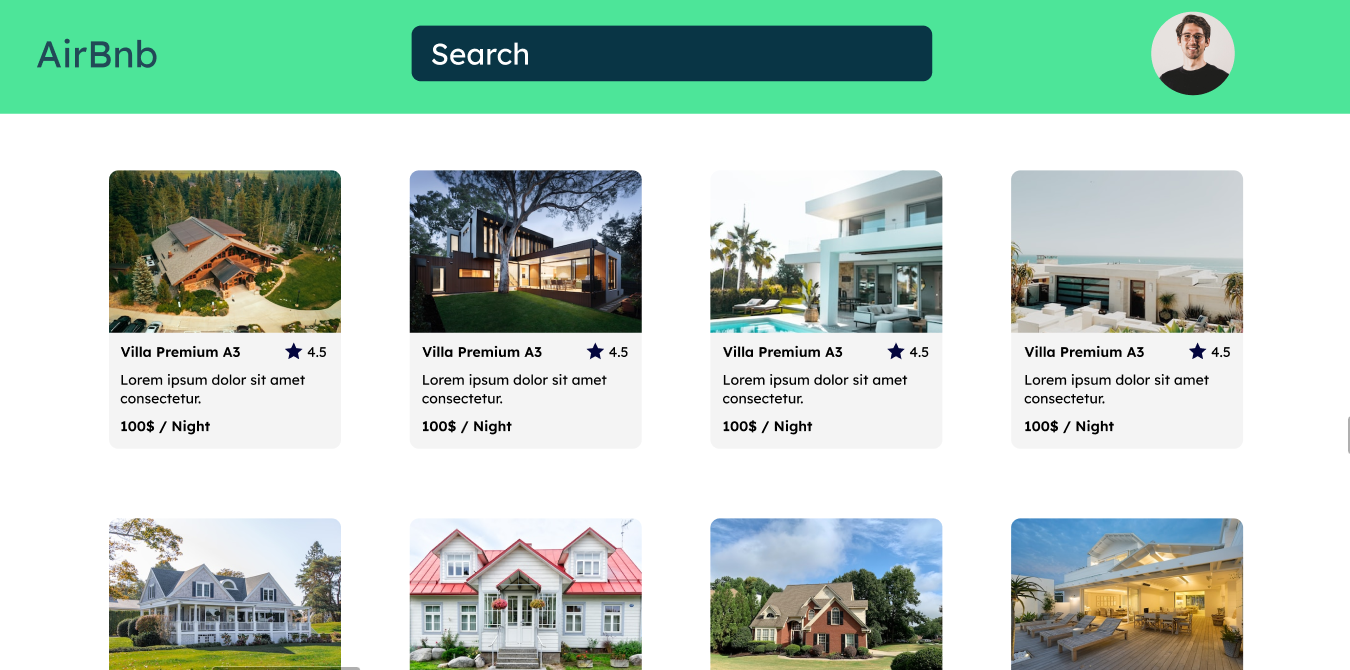 AirBnb
Search
Villa Premium A3
4.5
Lorem ipsum dolor sit amet
consectetur.
100$ / Night
Villa Premium A3
4.5
Lorem ipsum dolor sit amet
consectetur.
100$ / Night
Villa Premium A3
4.5
Lorem ipsum dolor sit amet
consectetur.
100$ / Night
Villa Premium A3
4.5
Lorem ipsum dolor sit amet
consectetur.
100$ / Night